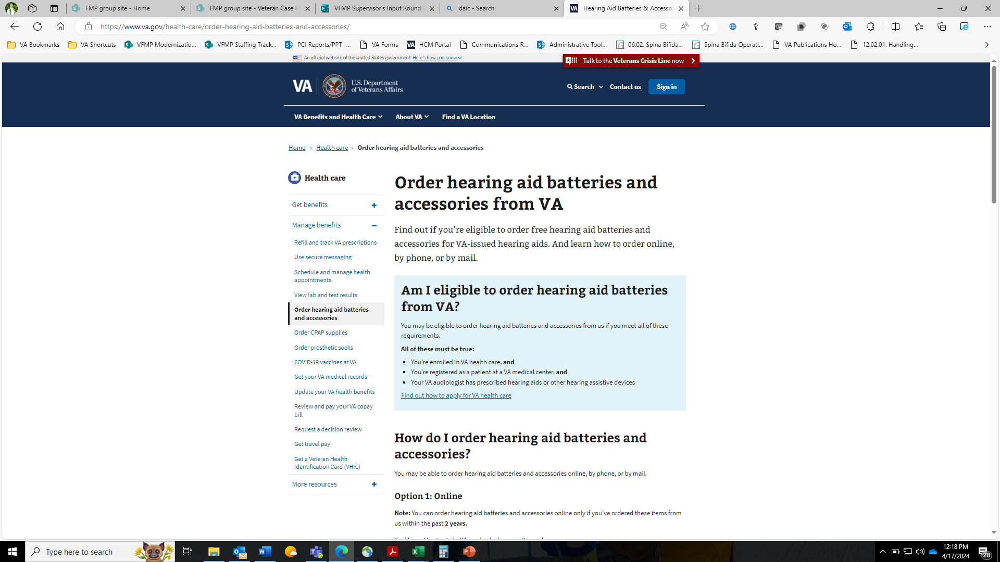 FMP group site - Home
FMP group site - Veteran Case Fi
VFMP Supervisor's Input Round 2
dalc - Search
Hearing Aid Batteries & Accessor
https://www.va.gov/health-care/order-hearing-aid-batteries-and-accessories/
VA Bookmarks
VA Shortcuts
VFMP Modernizatio...
VFMP Staffing Track...
PCI Reports/PPT -...
VA Forms
HCM Portal
Communications R...
Administrative Tool...
06.02. Spina Bifida...
Spina Bifida Operati...
VA Publications Ho...
12.02.01. Handling...
An official website of the United States government Here's how you know
Talk to the Veterans Crisis Line now
VA
U.S. Department
of Veterans Affairs
Search
Contact us
Sign in
VA Benefits and Health Care
About VA
Find a VA Location
Home › Health care › Order hearing aid batteries and accessories
Health care
Get benefits
Manage benefits
Refill and track VA prescriptions
Use secure messaging
Schedule and manage health
appointments
View lab and test results
Order hearing aid batteries
and accessories
Order CPAP supplies
Order prosthetic socks
COVID-19 vaccines at VA
Get your VA medical records
Update your VA health benefits
Review and pay your VA copay
bill
Request a decision review
Get travel pay
Get a Veteran Health
Identification Card (VHIC)
More resources
Order hearing aid batteries and
accessories from VA
Find out if you’re eligible to order free hearing aid batteries and
accessories for VA-issued hearing aids. And learn how to order online,
by phone, or by mail.
Am I eligible to order hearing aid batteries
from VA?
You may be eligible to order hearing aid batteries and accessories from us if you meet all of these
requirements.
All of these must be true:
You’re enrolled in VA health care, and
You’re registered as a patient at a VA medical center, and
Your VA audiologist has prescribed hearing aids or other hearing assistive devices
Find out how to apply for VA health care
How do I order hearing aid batteries and
accessories?
You may be able to order hearing aid batteries and accessories online, by phone, or by mail.
Option 1: Online
Note: You can order hearing aid batteries and accessories online only if you’ve ordered these items from
us within the past 2 years.
Type here to search
12:18 PM
4/17/2024
28